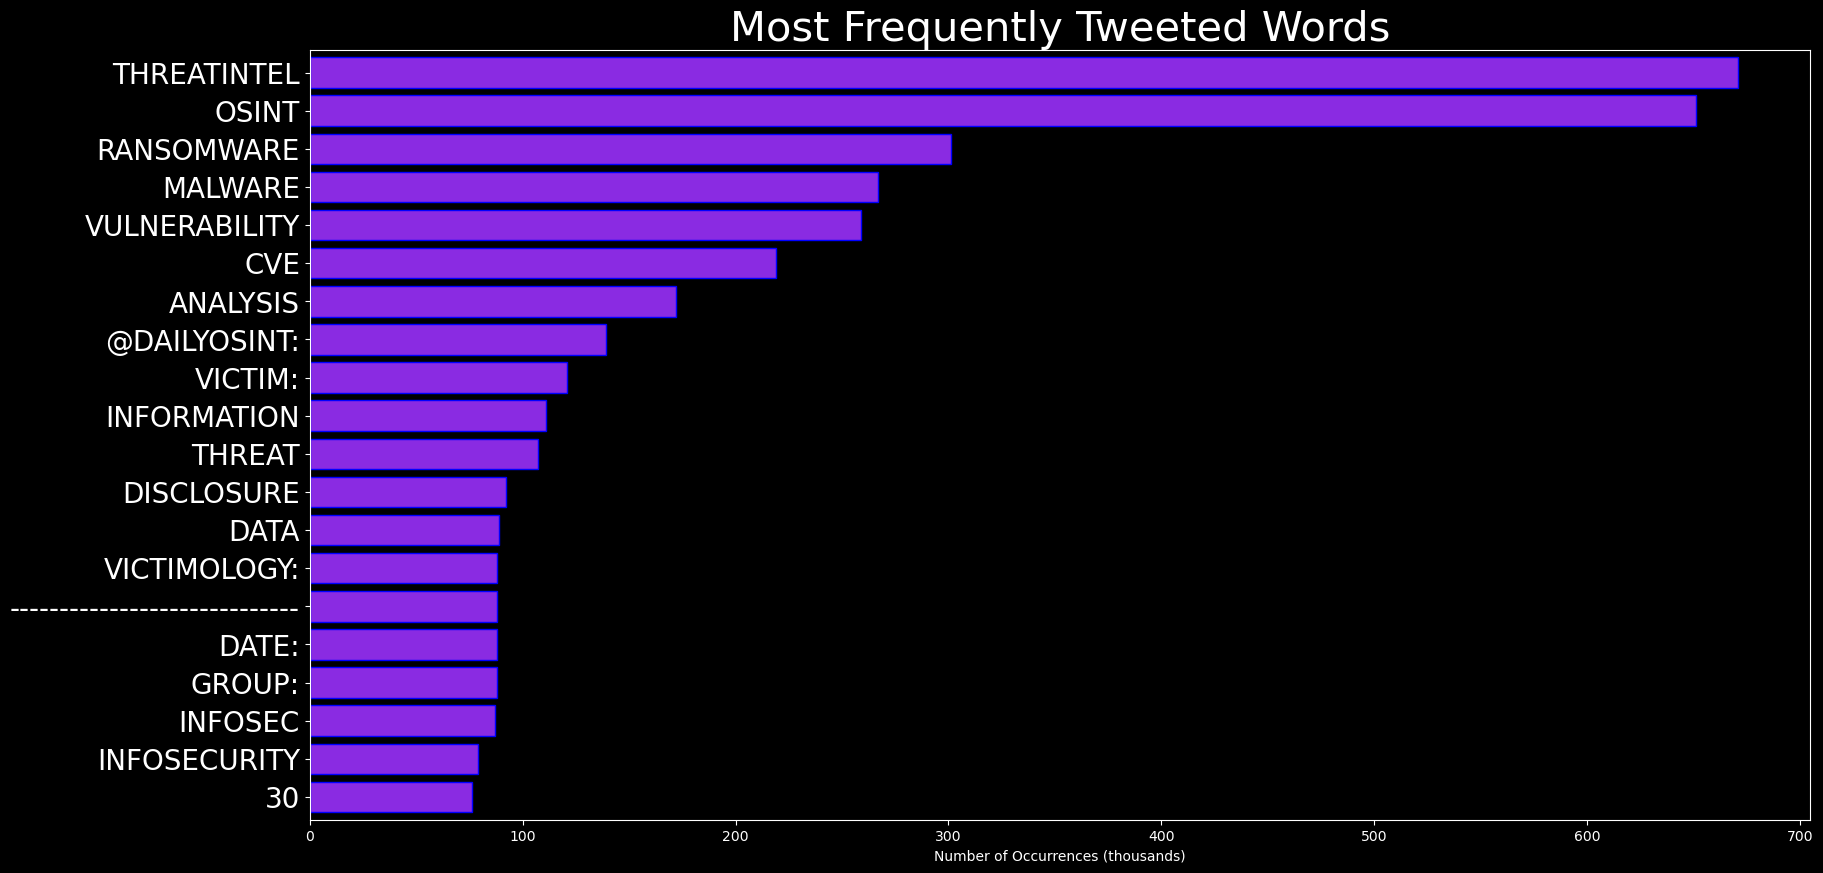 Most Frequently Tweeted Words
THREATINTEL
OSINT
RANSOMWARE
MALWARE
VULNERABILITY
CVE
ANALYSIS
@DAILYOSINT:
VICTIM:
INFORMATION
THREAT
DISCLOSURE
DATA
VICTIMOLOGY:
-----------------------------
DATE:
GROUP:
INFOSEC
INFOSECURITY
30
0 100 200 300 400 500 600 700
Number of Occurrences (thousands)